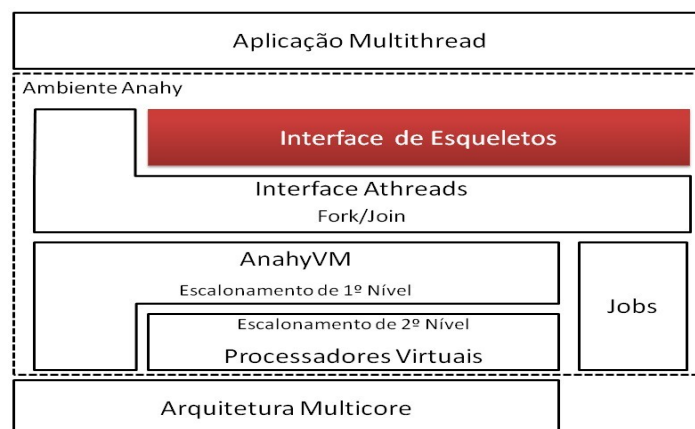 Aplicação Multithread
Ambiente Anahy
Interface de Esqueletos
Interface Athreads
Fork/Join
AnahyVM
Escalonamento de 1º Nível
Jobs
Escalonamento de 2º Nível
Processadores Virtuais
Arquitetura Multicore